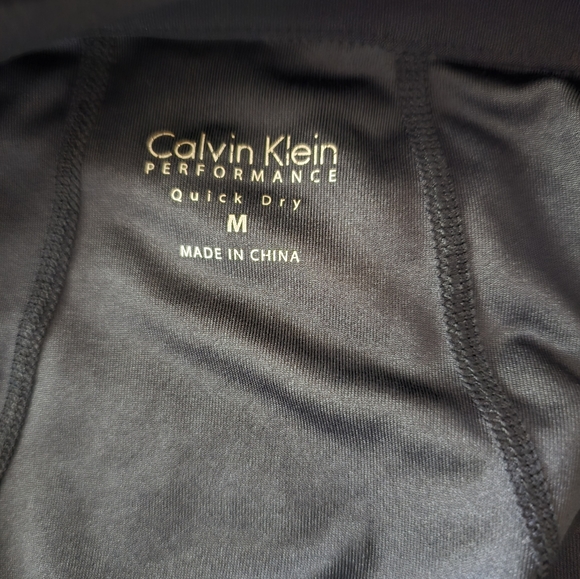 Calvin Klein
PERFORMANCE
Quick Dry
M
MADE IN CHINA